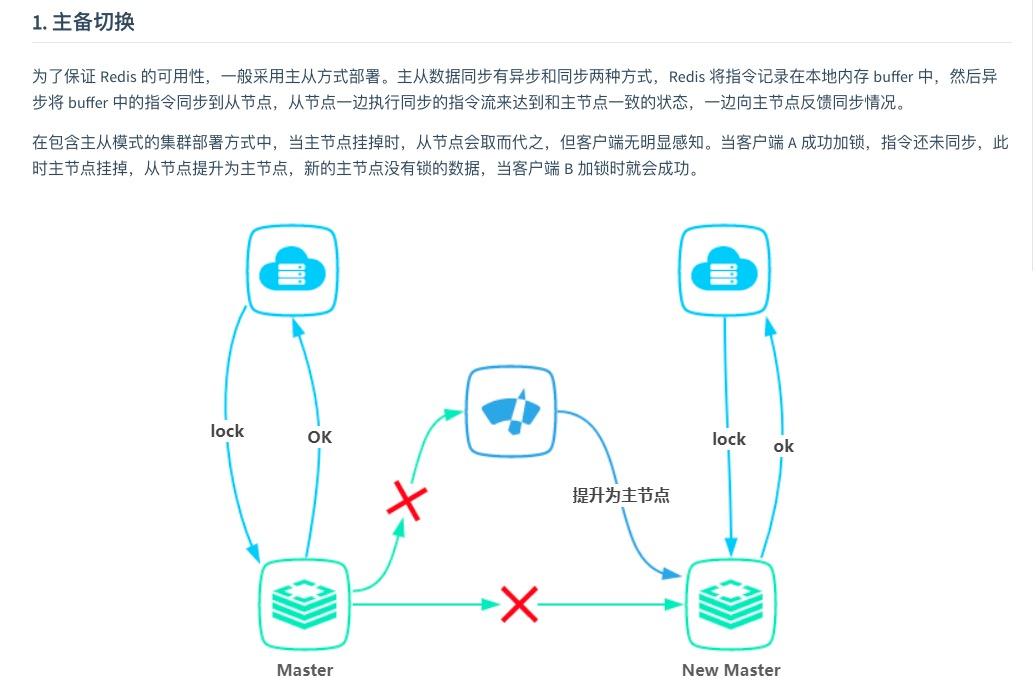 1. 主备切换
为了保证 Redis 的可用性，一般采用主从方式部署。主从数据同步有异步和同步两种方式，Redis 将指令记录在本地内存 buffer 中，然后异
步将 buffer 中的指令同步到从节点，从节点一边执行同步的指令流来达到和主节点一致的状态，一边向主节点反馈同步情况。
在包含主从模式的集群部署方式中，当主节点挂掉时，从节点会取而代之，但客户端无明显感知。当客户端 A 成功加锁，指令还未同步，此
时主节点挂掉，从节点提升为主节点，新的主节点没有锁的数据，当客户端 B 加锁时就会成功。
lock
OK
lock
ok
提升为主节点
Master
New Master